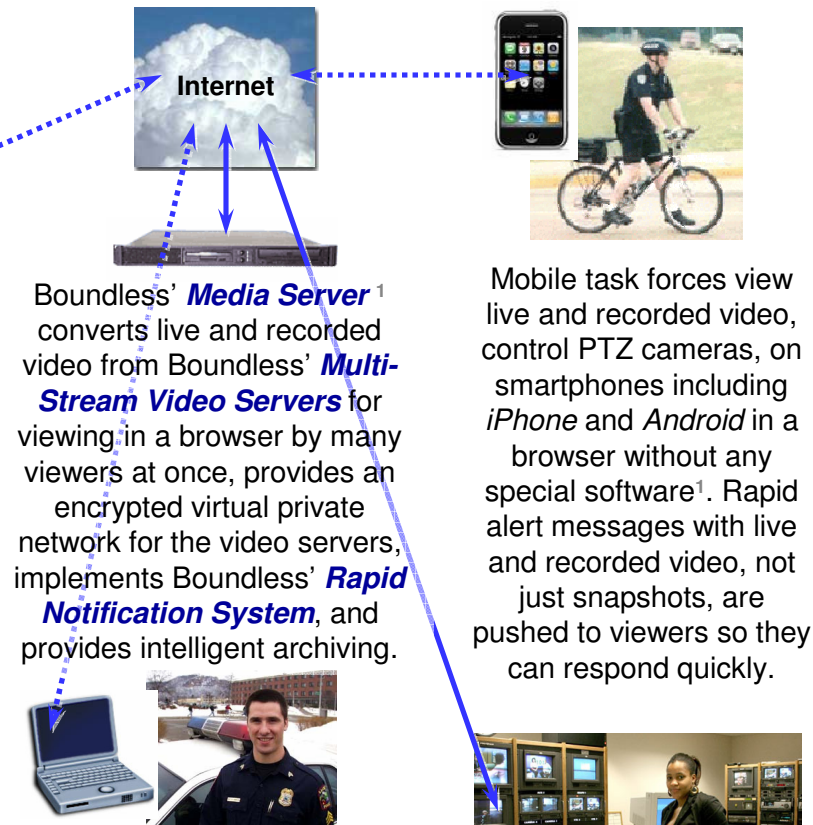 Internet
Boundless’ Media Server ¹
converts live and recorded
video from Boundless’ Multi-
Stream Video Servers for
viewing in a browser by many
viewers at once, provides an
encrypted virtual private
network for the video servers,
implements Boundless’ Rapid
Notification System, and
provides intelligent archiving.
Mobile task forces view
live and recorded video,
control PTZ cameras, on
smartphones including
iPhone and Android in a
browser without any
special software¹. Rapid
alert messages with live
and recorded video, not
just snapshots, are
pushed to viewers so they
can respond quickly.